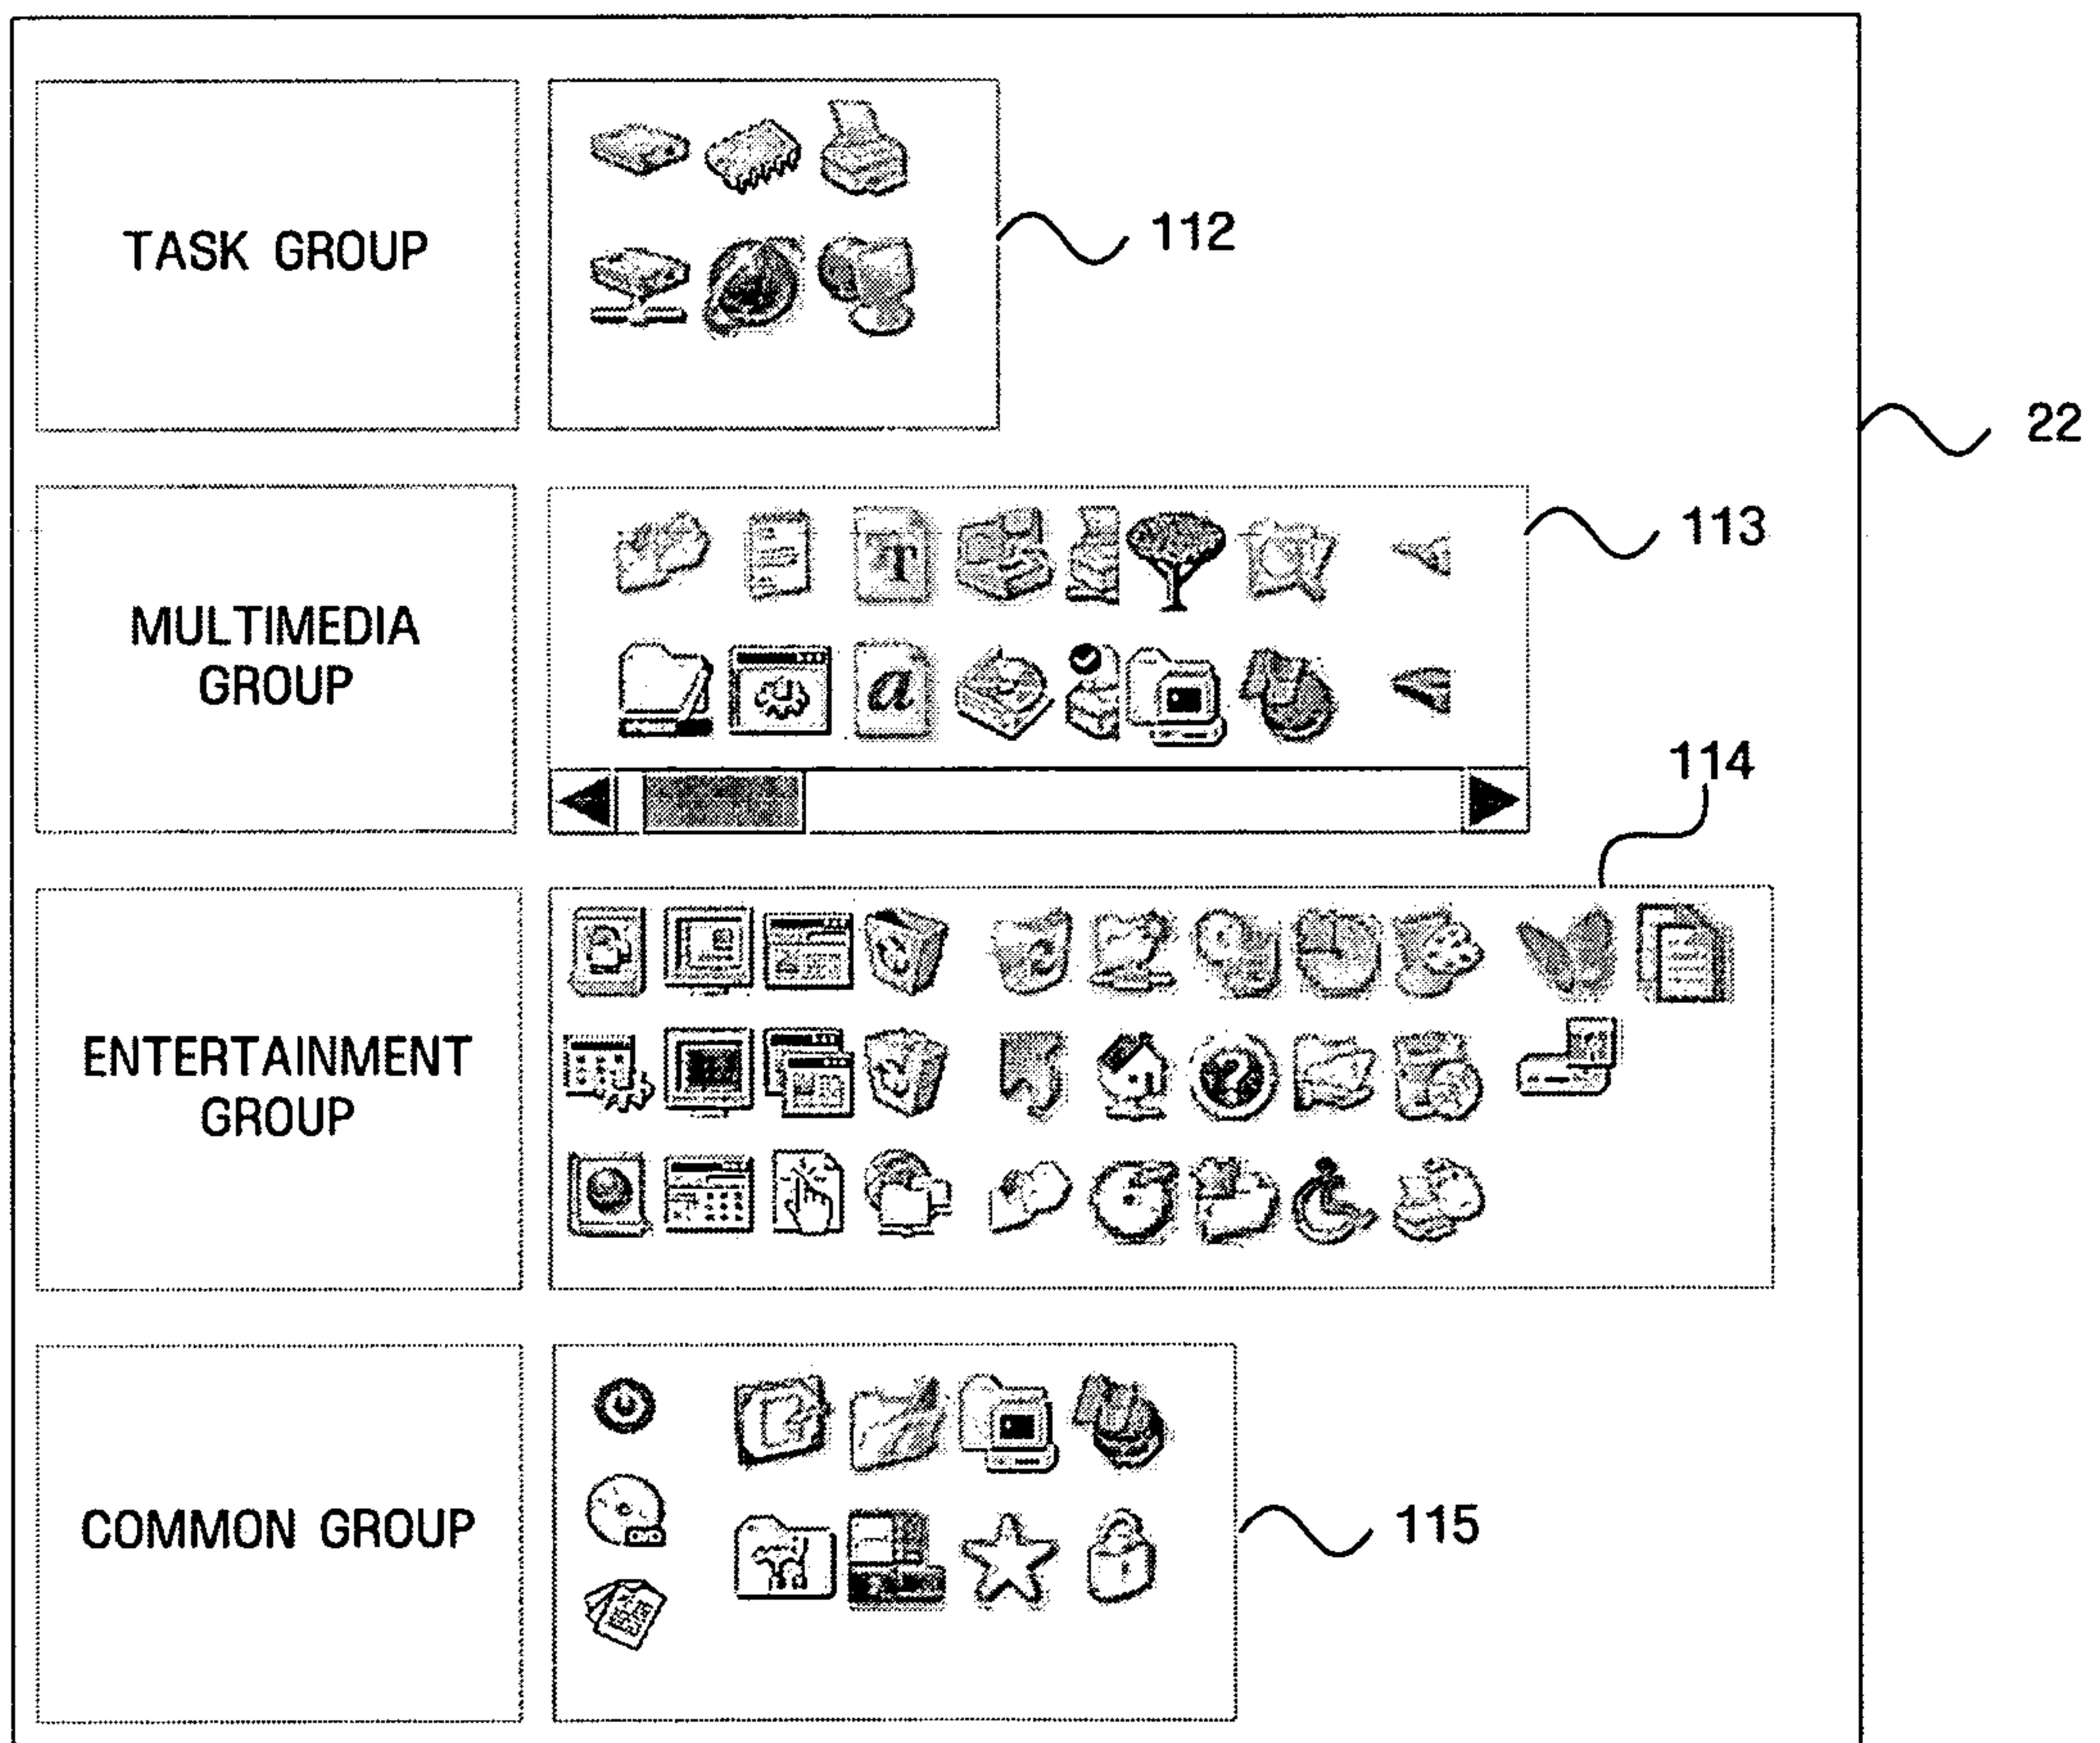 TASK GROUP
112
22
MULTIMEDIA
GROUP
T
a
113
114
ENTERTAINMENT
GROUP
?
COMMON GROUP
115